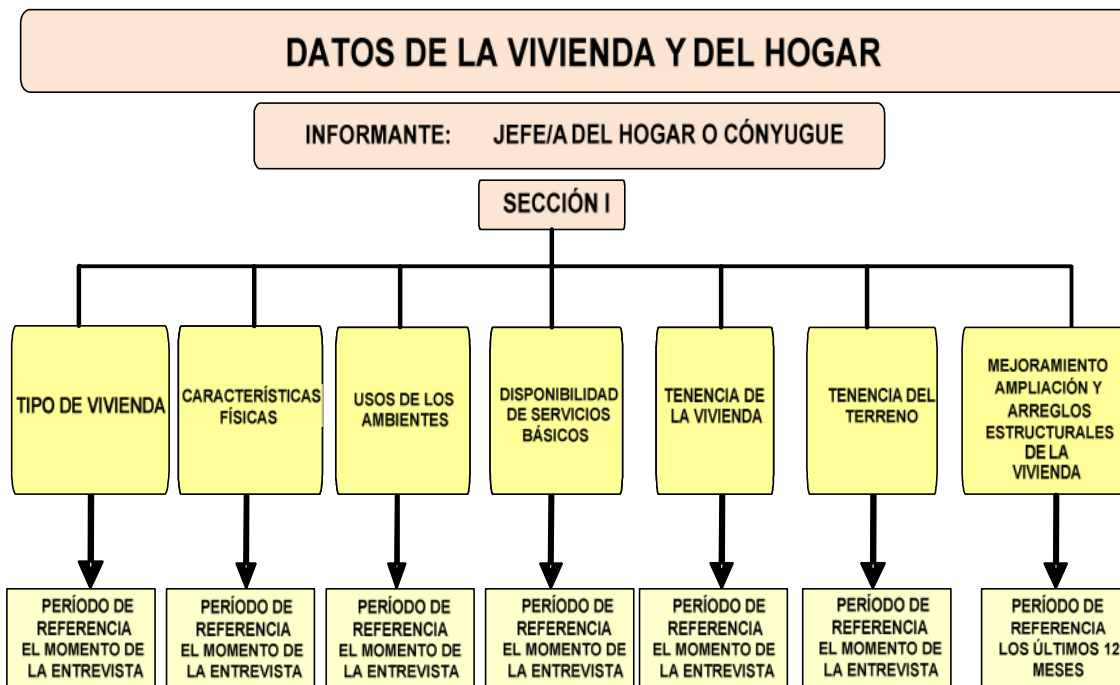 DATOS DE LA VIVIENDA Y DEL HOGAR
INFORMANTE: JEFE/A DEL HOGAR O CÓNYUGUE
SECCIÓN I
TIPO DE VIVIENDA
CARACTERÍSTÍCAS
FÍSICAS
USOS DE LOS
AMBIENTES
DISPONIBILIDAD
DE SERVICIOS
BÁSICOS
TENENCIA DE
LA VIVIENDA
TENENCIA DEL
TERRENO
MEJORAMIENTO
AMPLIACIÓN Y
ARREGLOS
ESTRUCTURALES
DE LA
VIVIENDA
PERÍODO DE
REFERENCIA
EL MOMENTO DE
LA ENTREVISTA
PERÍODO DE
REFERENCIA
EL MOMENTO DE
LA ENTREVISTA
PERÍODO DE
REFERENCIA
EL MOMENTO DE
LA ENTREVISTA
PERÍODO DE
REFERENCIA
EL MOMENTO DE
LA ENTREVISTA
PERÍODO DE
REFERENCIA
EL MOMENTO DE
LA ENTREVISTA
PERÍODO DE
REFERENCIA
EL MOMENTO DE
LA ENTREVISTA
PERÍODO DE
REFERENCIA
LOS ÚLTIMOS 12
MESES